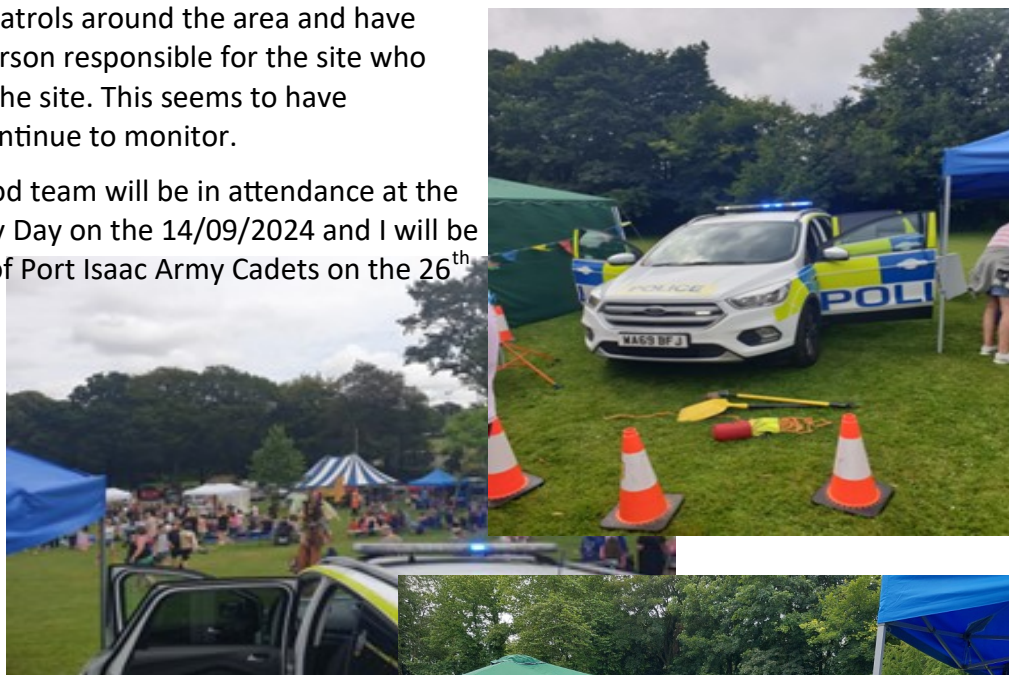 atrols around the area and have
erson responsible for the site who
he site. This seems to have
ntinue to monitor.
od team will be in attendance at the
y Day on the 14/09/2024 and I will be
of Port Isaac Army Cadets on the 26th
POLICE
POLI
WA69 BFJ